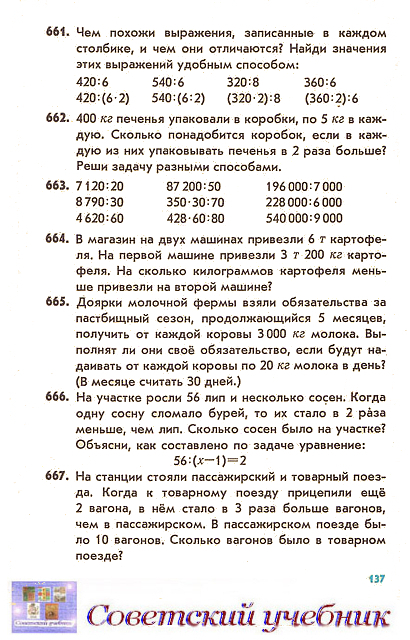 661. Чем похожи выражения, записанные в каждом
столбике, и чем они отличаются? Найди значения
этих выражений удобным способом:
420:6 540:6 320:8 360:6
420:(6·2) 540:(6:2) (320·2):8 (360:2):6
662. 400 кг печенья упаковали в коробки, по 5 кг в каж-
дую. Сколько понадобится коробок, если в каж-
дую из них упаковывать печенья в 2 раза больше?
Реши задачу разными способами.
663. 7120:20 87 200:50 196 000:7 000
8 790:30 350·30:70 228 000:6 000
4 620:60 428·60:80 540 000:9 000
664. В магазин на двух машинах привезли 6 т картофе-
ля. На первой машине привезли 3 т 200 кг карто-
феля. На сколько килограммов картофеля мень-
ше привезли на второй машине?
665. Доярки молочной фермы взяли обязательства за
пастбищный сезон, продолжающийся 5 месяцев,
получить от каждой коровы 3 000 кг молока. Вы-
полнят ли они своё обязательство, если будут на-
даивать от каждой коровы по 20 кг молока в день?
(В месяце считать 30 дней.)
666. На участке росли 56 лип и несколько сосен. Когда
одну сосну сломало бурей, то их стало в 2 ра́за
меньше, чем лип. Сколько сосен было на участке?
Объясни, как составлено по задаче уравнение:
56:(x—1)=2
667. На станции стояли пассажирский и товарный поез-
да. Когда к товарному поезду прицепили ещё
2 вагона, в нём стало в 3 раза больше вагонов,
чем в пассажирском. В пассажирском поезде бы-
ло 10 вагонов. Сколько вагонов было в товарном
поезде?
137
Советский учебник
Советский учебник